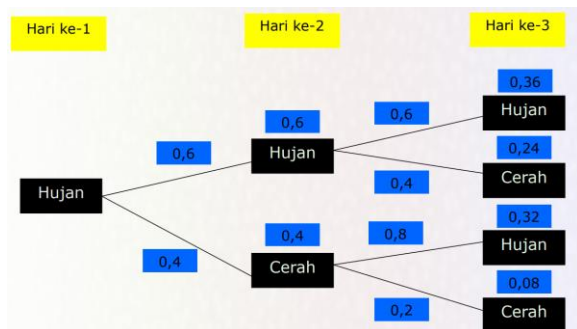 Hari ke-1
Hari ke-2
Hari ke-3
0,36
0,6
0,6
Hujan
0,6
Hujan
0,24
0,4
Cerah
Hujan
0,32
0,4
0,8
Hujan
0,4
Cerah
0,08
0,2
Cerah